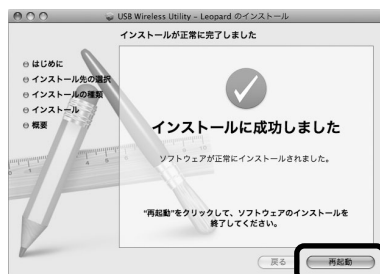 USB Wireless Utility – Leopard のインストール
インストールが正常に完了しました
はじめに
インストール先の選択
インストールの種類
インストール
概要
インストールに成功しました
ソフトウェアが正常にインストールされました。
"再起動"をクリックして、ソフトウェアのインストールを
終了してください。
戻る
再起動